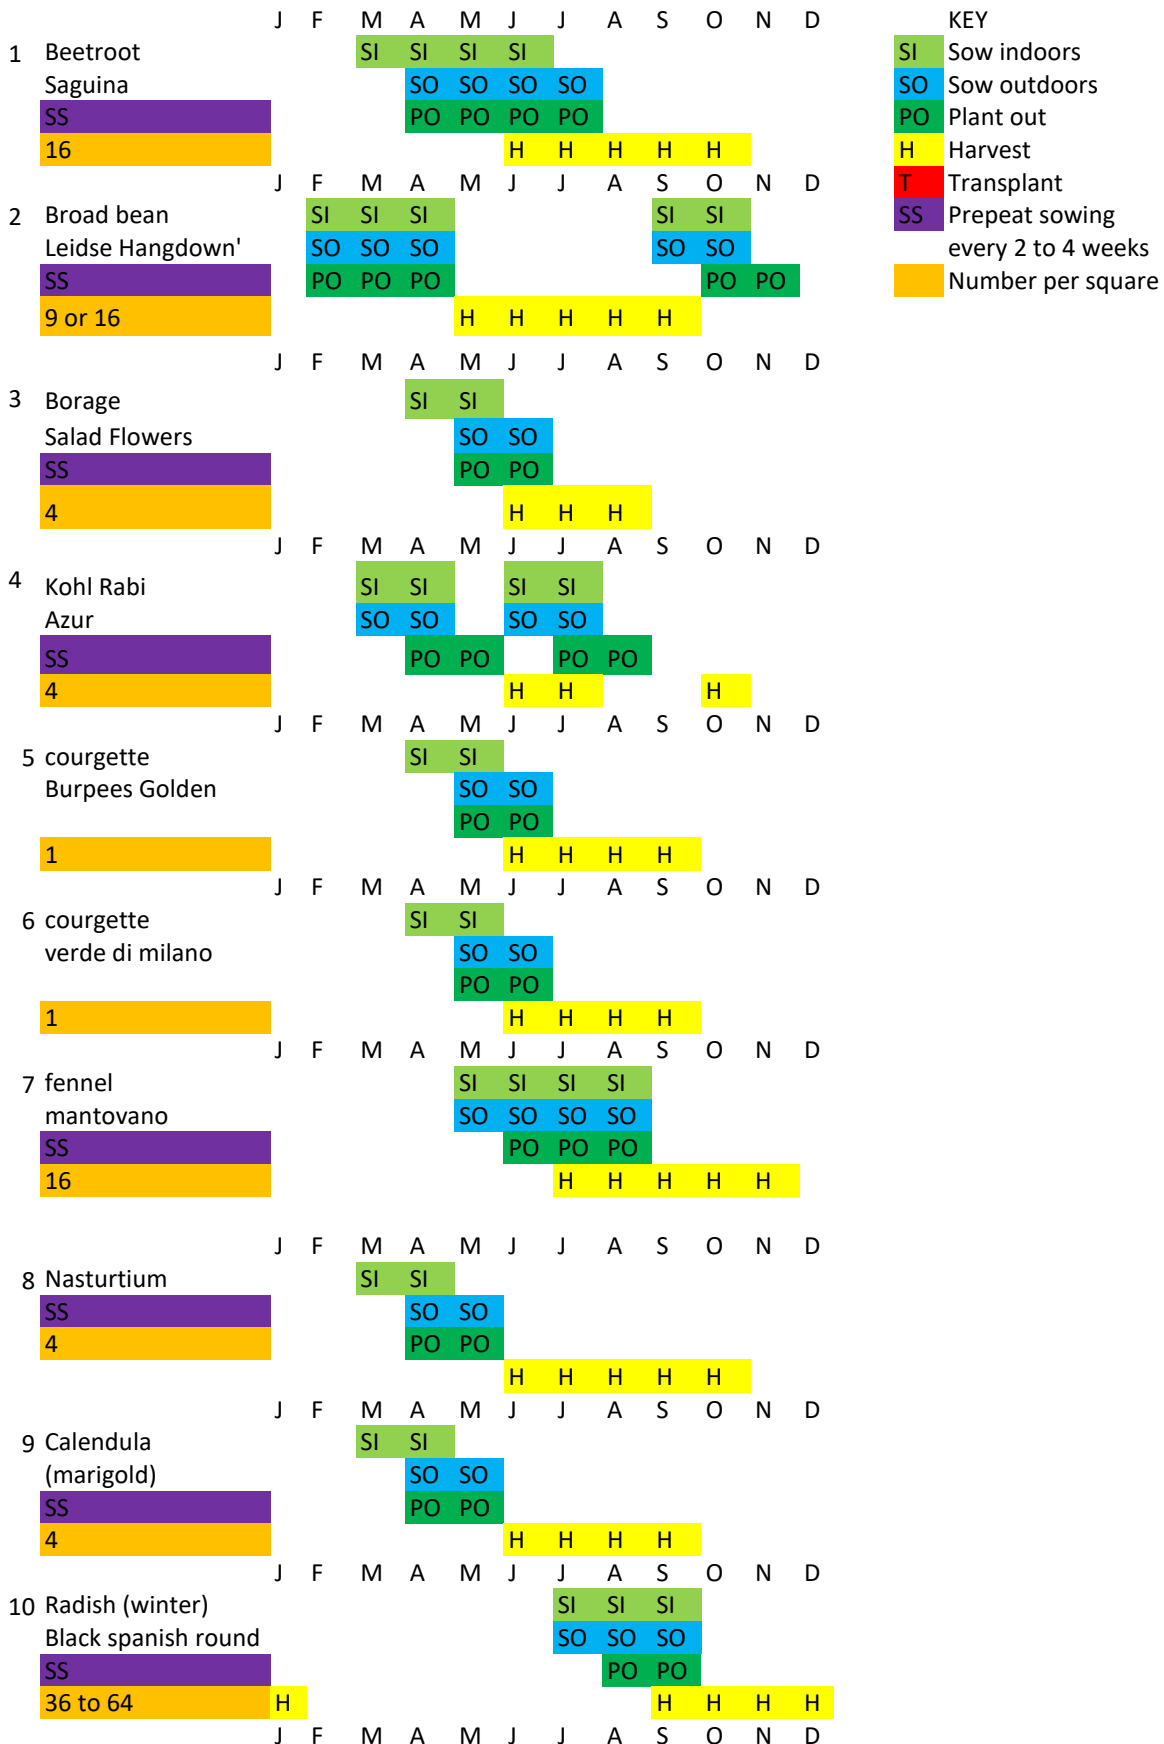 J F M A M J J A S O N D KEY
1 Beetroot SI SI SI SI SI Sow indoors
Saguina SO SO SO SO SO Sow outdoors
SS PO PO PO PO PO Plant out
16 H H H H H H Harvest
J F M A M J J A S O N D T Transplant
2 Broad bean SI SI SI SI SI SS Prepeat sowing
Leidse Hangdown' SO SO SO SO SO every 2 to 4 weeks
SS PO PO PO PO PO Number per square
9 or 16 H H H H H
J F M A M J J A S O N D
3 Borage SI SI
Salad Flowers SO SO
SS PO PO
4 H H H
J F M A M J J A S O N D
4 Kohl Rabi SI SI SI SI
Azur SO SO SO SO
SS PO PO PO PO
4 H H H
J F M A M J J A S O N D
5 courgette SI SI
Burpees Golden SO SO
PO PO
1 H H H H
J F M A M J J A S O N D
6 courgette SI SI
verde di milano SO SO
PO PO
1 H H H H
J F M A M J J A S O N D
7 fennel SI SI SI SI
mantovano SO SO SO SO
SS PO PO PO
16 H H H H H
J F M A M J J A S O N D
8 Nasturtium SI SI
SS SO SO
4 PO PO
H H H H H
J F M A M J J A S O N D
9 Calendula SI SI
(marigold) SO SO
SS PO PO
4 H H H H
J F M A M J J A S O N D
10 Radish (winter) SI SI SI
Black spanish round SO SO SO
SS PO PO
36 to 64 H H H H H
J F M A M J J A S O N D